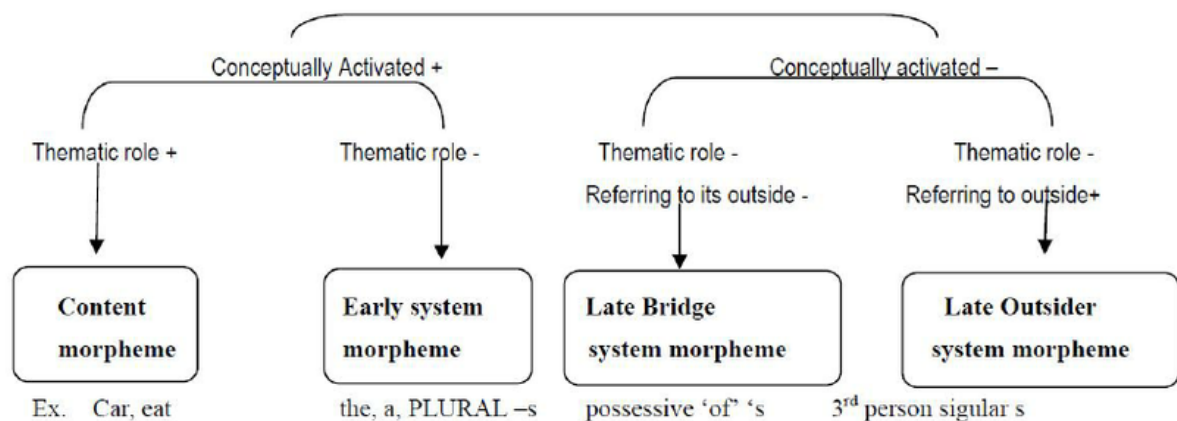 Conceptually Activated + Conceptually activated –
Thematic role + Thematic role - Thematic role - Thematic role -
Referring to its outside - Referring to outside+
Content Early system Late Bridge Late Outsider
morpheme morpheme system morpheme system morpheme
Ex. Car, eat the, a, PLURAL –s possessive ‘of’ ‘s 3rd person sigular s